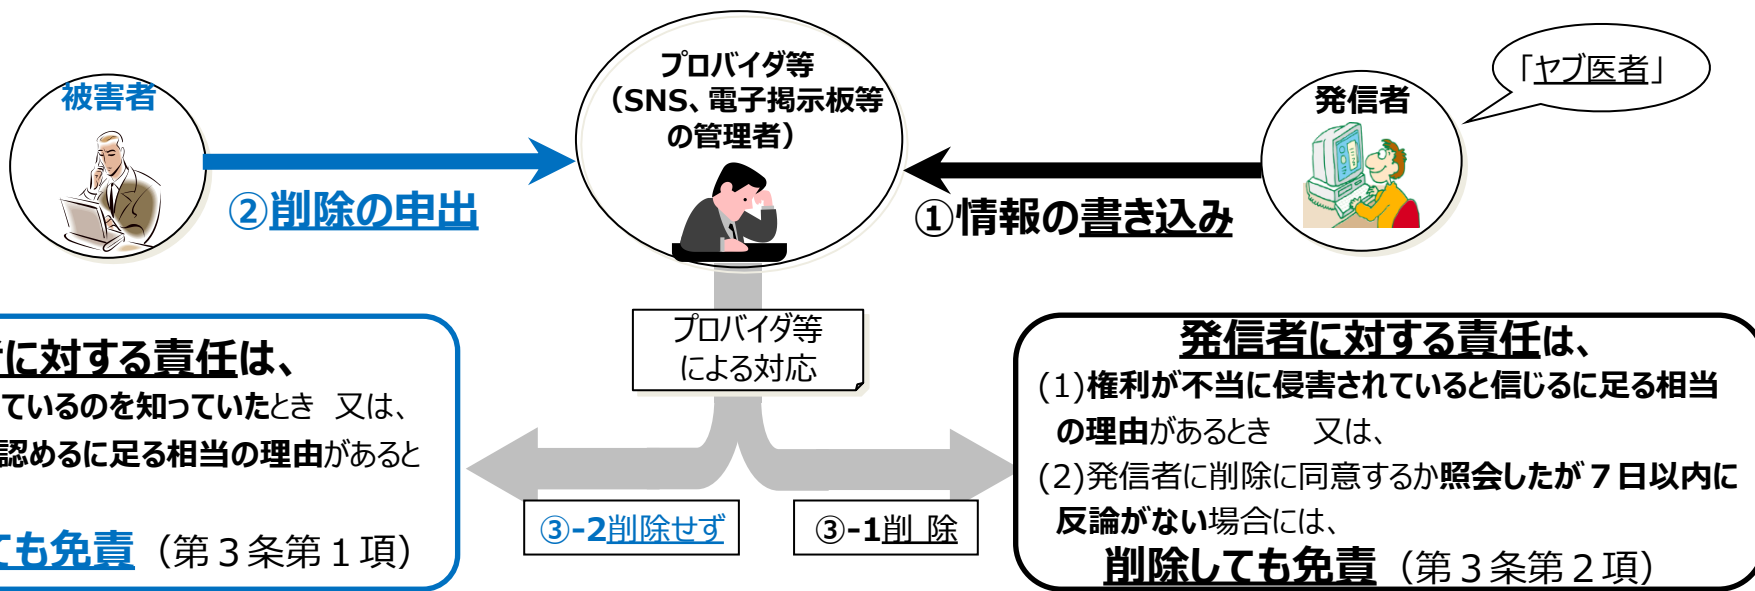 被害者
プロバイダ等
（SNS、電子掲示板等
の管理者）
発信者
「ヤブ医者」
②削除の申出
①情報の書き込み
プロバイダ等
による対応
に対する責任は、
ているのを知っていたとき 又は、
認めるに足る相当の理由があると
ても免責（第３条第１項）
③-2削除せず
③-1削 除
発信者に対する責任は、
(1)権利が不当に侵害されていると信じるに足る相当
の理由があるとき 又は、
(2)発信者に削除に同意するか照会したが７日以内に
反論がない場合には、
削除しても免責（第３条第２項）